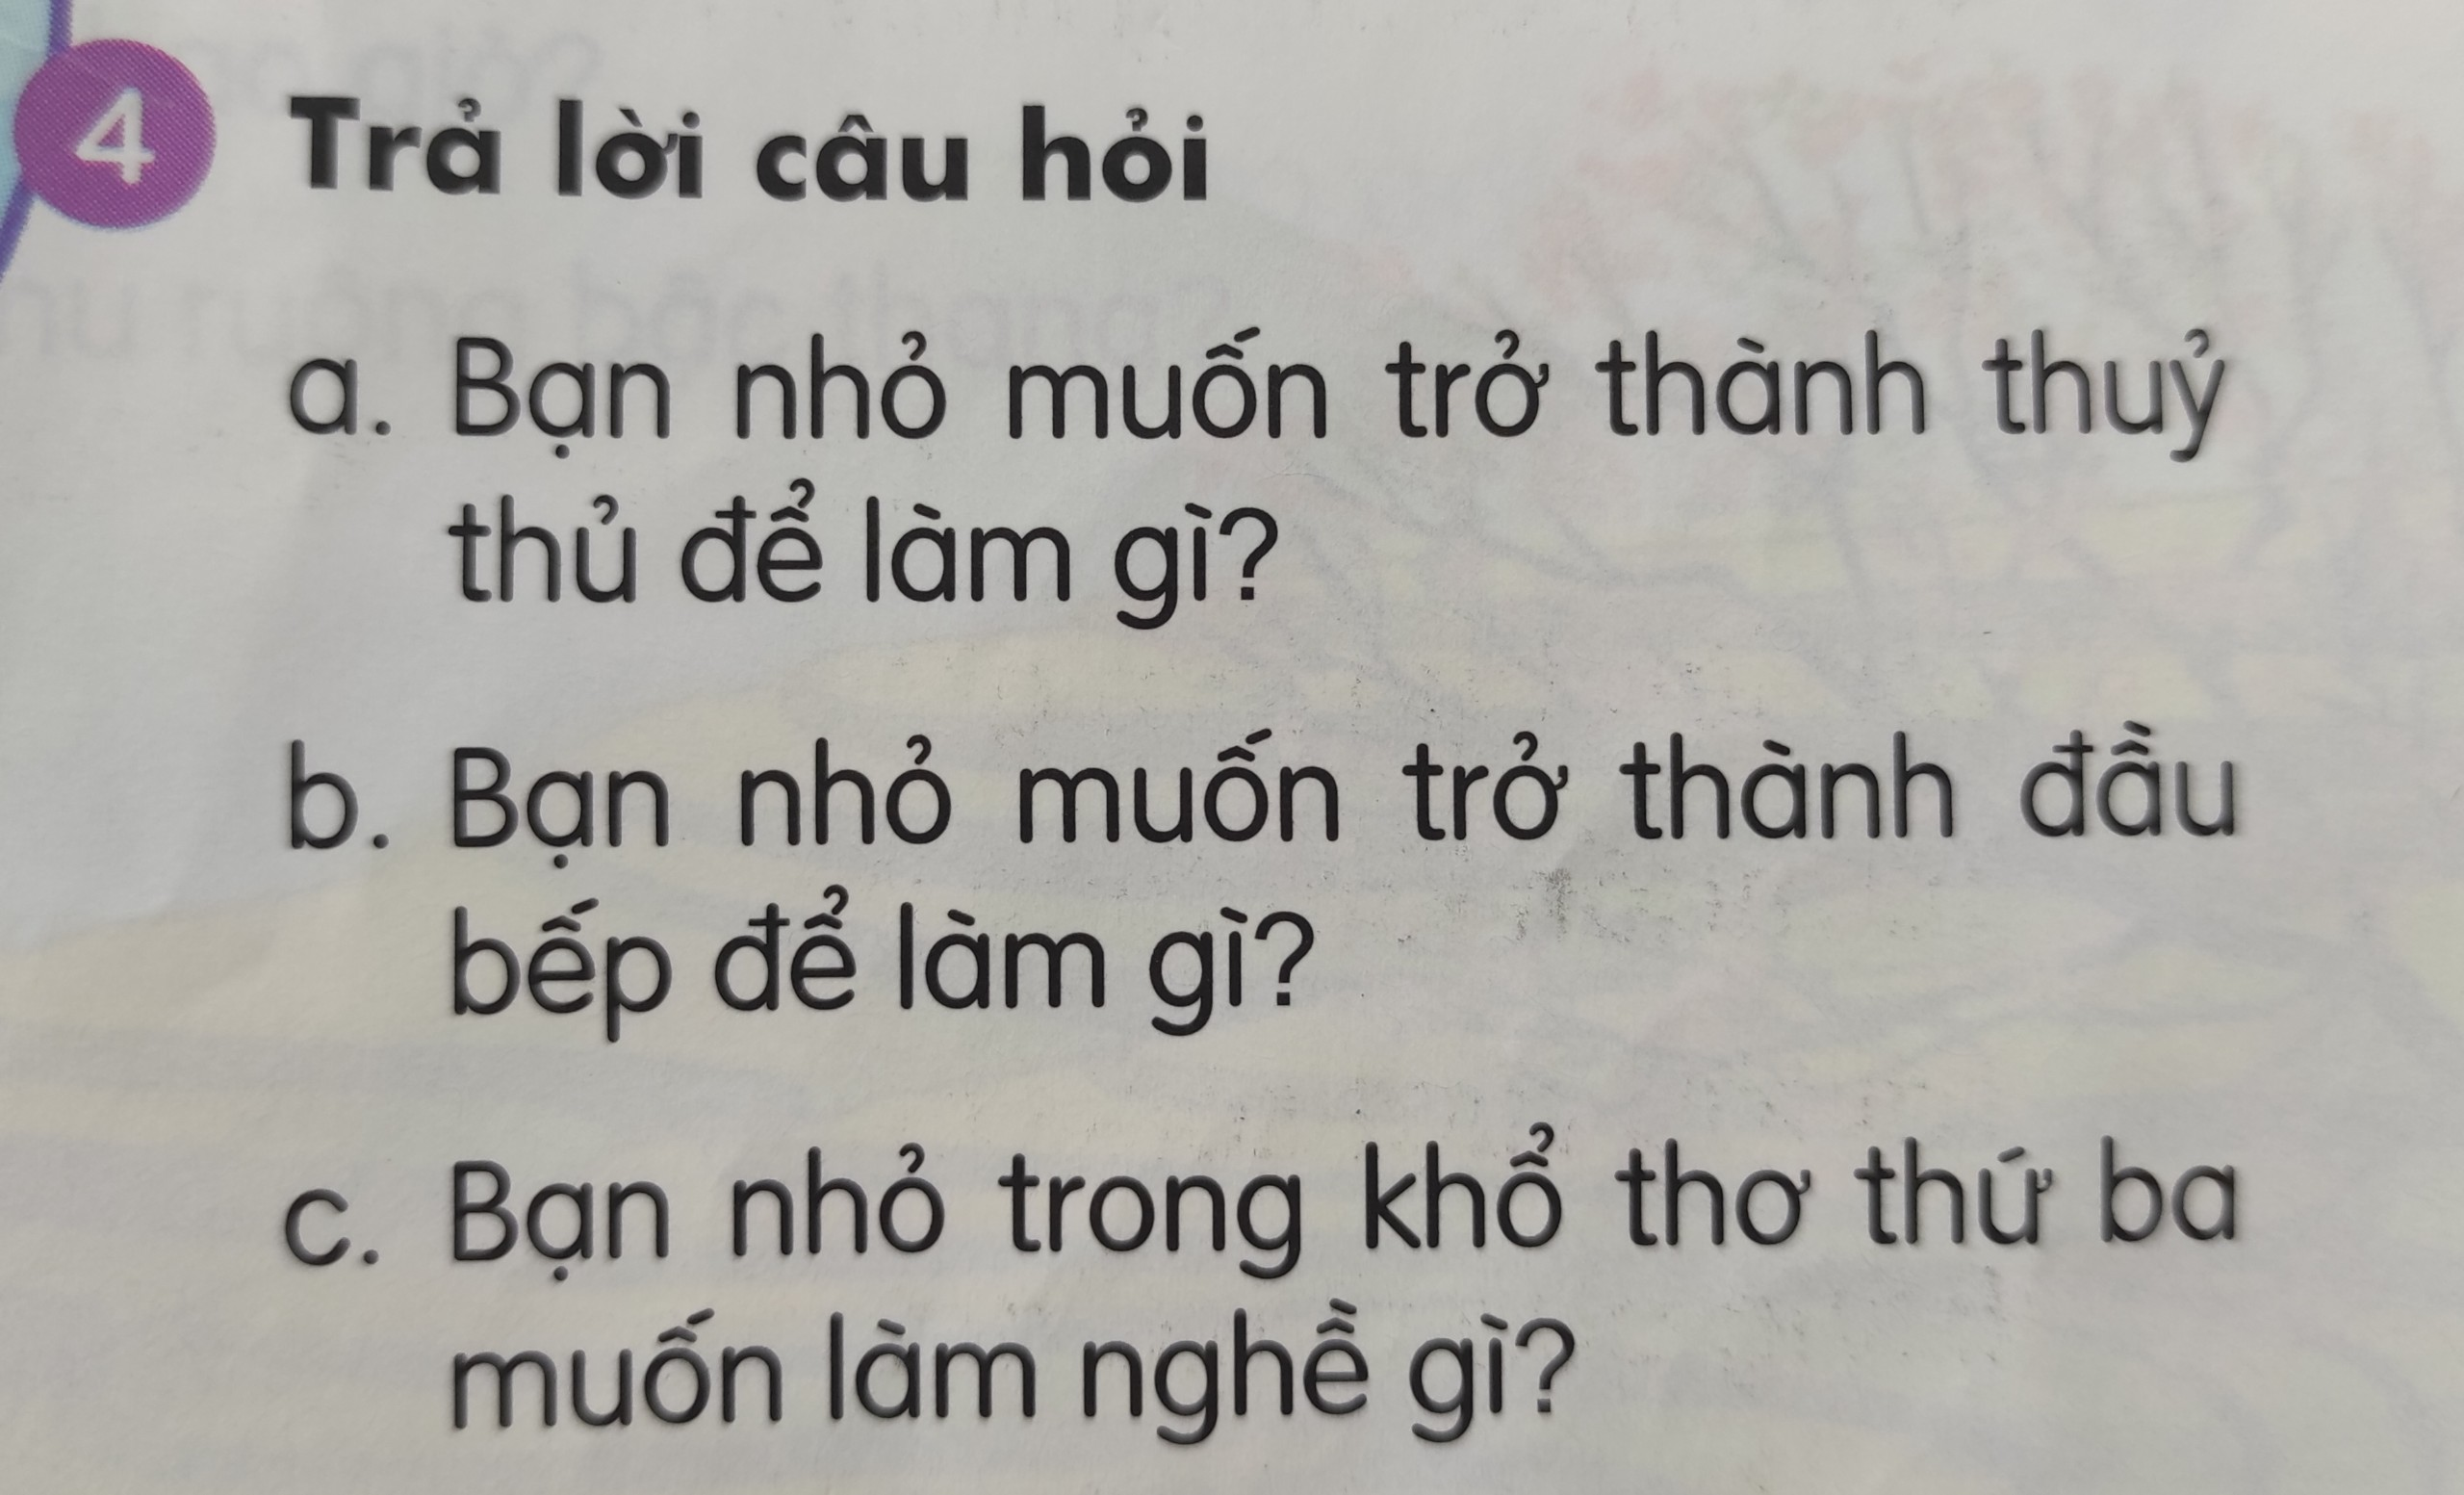 4 Trả lời câu hỏi
a. Bạn nhỏ muốn trở thành thuỷ
thủ để làm gì?
b. Bạn nhỏ muốn trở thành đầu
bếp để làm gì?
c. Bạn nhỏ trong khổ thơ thứ ba
muốn làm nghề gì?